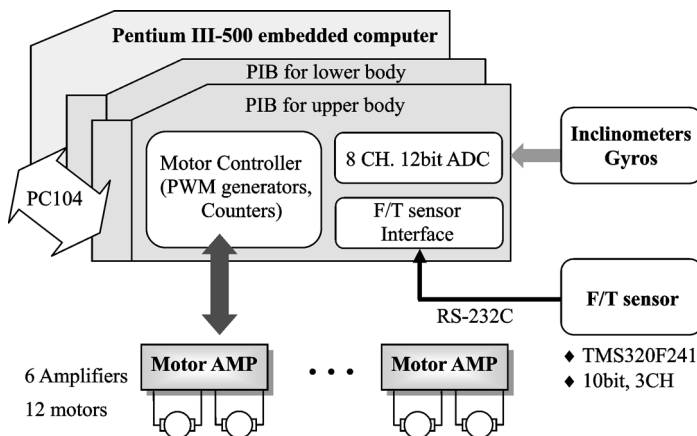 Pentium III-500 embedded computer
PIB for lower body
PIB for upper body
Motor Controller
(PWM generators,
Counters)
8 CH. 12bit ADC
F/T sensor
Interface
Inclinometers
Gyros
PC104
RS-232C
F/T sensor
♦ TMS320F241
♦ 10bit, 3CH
6 Amplifiers
12 motors
Motor AMP
• • •
Motor AMP